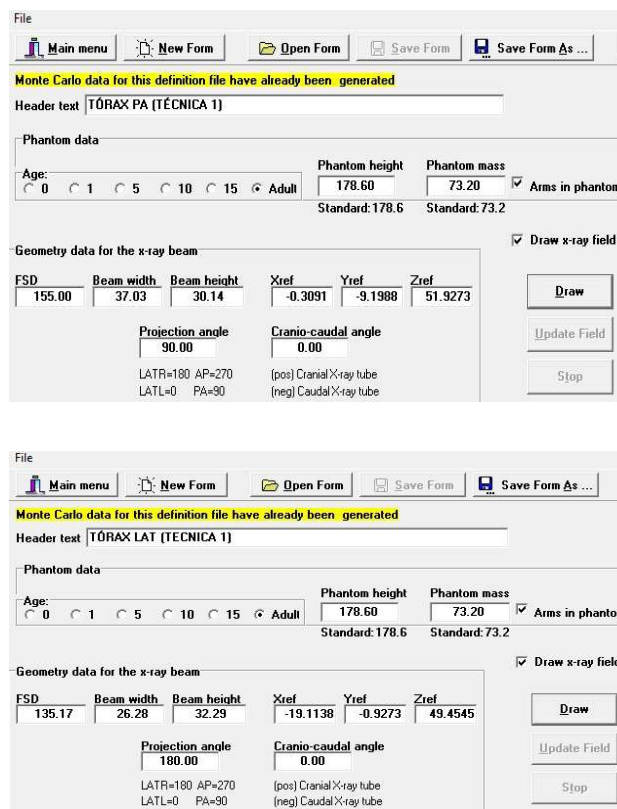 File
Main menu New Form Open Form Save Form Save Form As ...
Monte Carlo data for this definition file have already been generated
Header text TÓRAX PA (TÉCNICA 1)
Phantom data
Age: 0 1 5 10 15 Adult
Phantom height Phantom mass
178.60 73.20 Arms in phantom
Standard: 178.6 Standard: 73.2
Draw x-ray field
Geometry data for the x-ray beam
FSD Beam width Beam height Xref Yref Zref
155.00 37.03 30.14 -0.3091 -9.1988 51.9273
Draw
Projection angle Cranio-caudal angle
90.00 0.00
Update Field
LATR=180 AP=270 (pos) Cranial X-ray tube
LATL=0 PA=90 (neg) Caudal X-ray tube
Stop
File
Main menu New Form Open Form Save Form Save Form As ...
Monte Carlo data for this definition file have already been generated
Header text TÓRAX LAT (TECNICA 1)
Phantom data
Age: 0 1 5 10 15 Adult
Phantom height Phantom mass
178.60 73.20 Arms in phanto
Standard: 178.6 Standard: 73.2
Draw x-ray field
Geometry data for the x-ray beam
FSD Beam width Beam height Xref Yref Zref
135.17 26.28 32.29 -19.1138 -0.9273 49.4545
Draw
Projection angle Cranio-caudal angle
180.00 0.00
Update Field
LATR=180 AP=270 (pos) Cranial X-ray tube
LATL=0 PA=90 (neg) Caudal X-ray tube
Stop